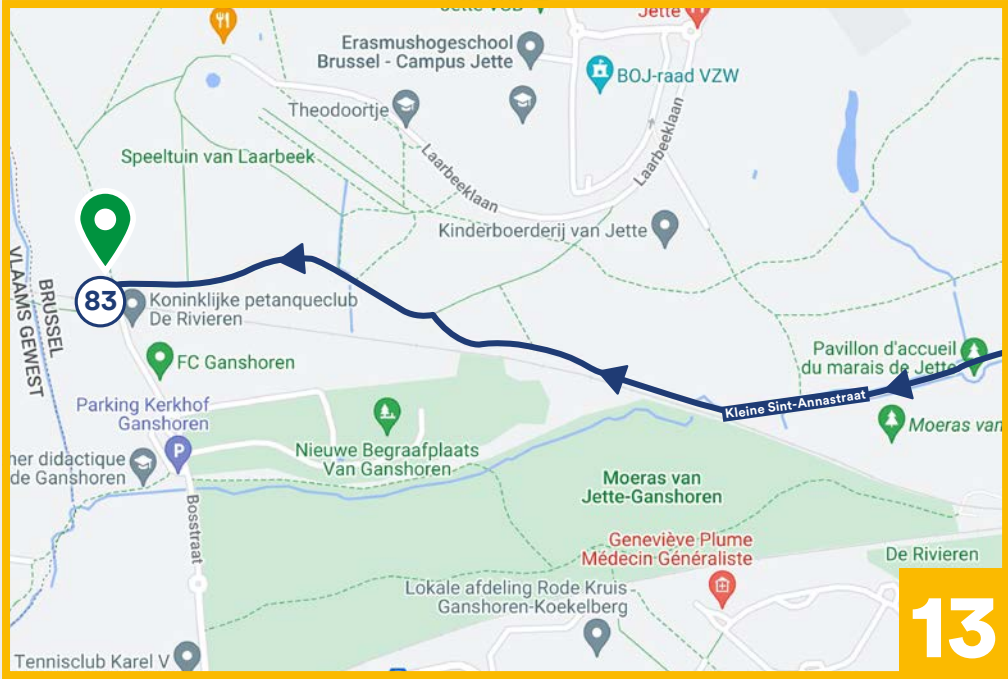 Jette
Erasmushogeschool
Brussel - Campus Jette
BOJ-raad VZW
Theodoortje
Laarbeeklaan
Laarbeeklaan
Speeltuin van Laarbeek
Kinderboerderij van Jette
BRUSSEL
VLAAMS GEWEST
83
Koninklijke petanqueclub
De Rivieren
FC Ganshoren
Pavillon d'accueil
du marais de Jette
Kleine Sint-Annastraat
Parking Kerkhof
Ganshoren
P
Moeras van
Nieuwe Begraafplaats
Van Ganshoren
her didactique
de Ganshoren
Moeras van
Jette-Ganshoren
Bosstraat
Geneviève Plume
Médecin Généraliste
De Rivieren
Lokale afdeling Rode Kruis
Ganshoren-Koekelberg
Tennisclub Karel V
13